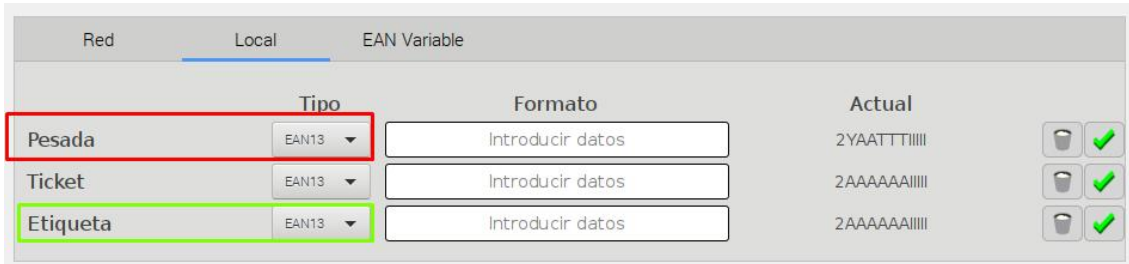 Red Local EAN Variable
Tipo Formato Actual
Pesada EAN13 Introducir datos 2YAATTTIIIII
Ticket EAN13 Introducir datos 2AAAAAAIIIII
Etiqueta EAN13 Introducir datos 2AAAAAAIIIII